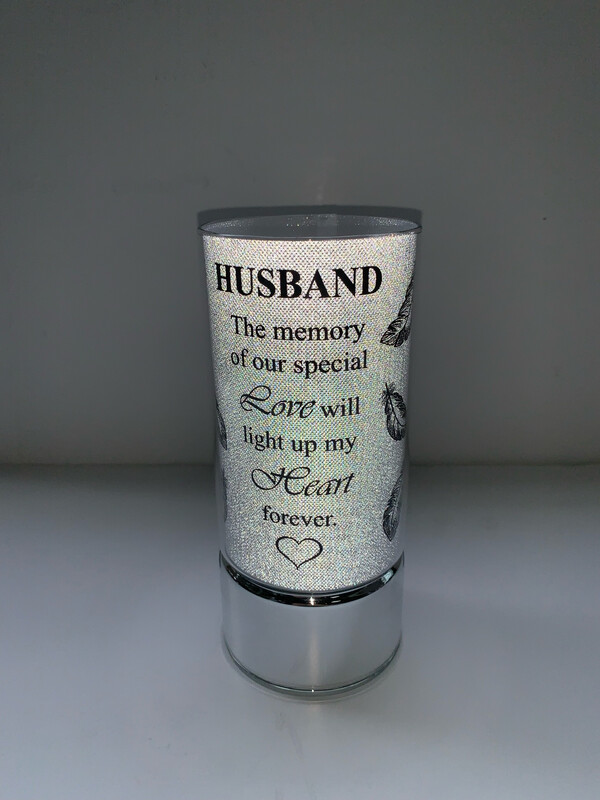 HUSBAND
The memory
of our special
Love will
light up my
Heart
forever.